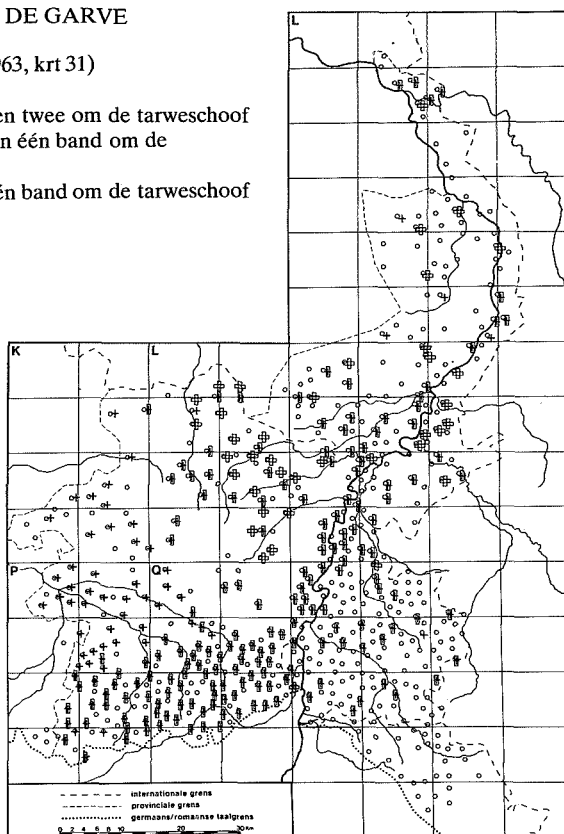 DE GARVE
63, krt 31)
en twee om de tarweschoof
n één band om de
én band om de tarweschoof
L
K
L
P
Q
internationale grens
provinciale grens
germaans/romaanse taalgrens
0 2 4 6 8 10 20 30 Km